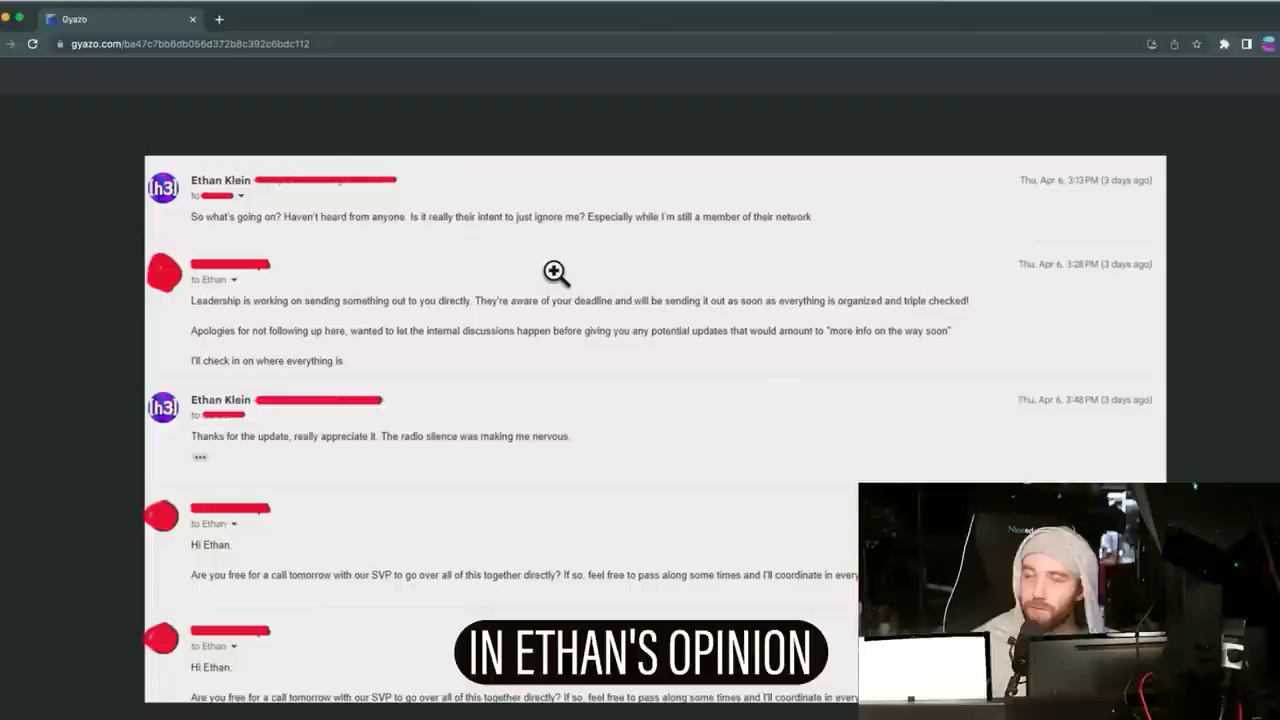 Gyazo
gyazo.com/ba47c7bb6db056d372b8c392c6bdc112
[h3]
Ethan Klein
Thu, Apr 6, 3:13 PM (3 days ago)
to
So what's going on? Haven't heard from anyone. Is it really their intent to just ignore me? Especially while I'm still a member of their network
Thu, Apr 6, 3:28 PM (3 days ago)
to Ethan
Leadership is working on sending something out to you directly. They're aware of your deadline and will be sending it out as soon as everything is organized and triple checked!
Apologies for not following up here, wanted to let the internal discussions happen before giving you any potential updates that would amount to "more info on the way soon"
I'll check in on where everything is.
[h3]
Ethan Klein
Thu, Apr 6, 3:48 PM (3 days ago)
to
Thanks for the update, really appreciate it. The radio silence was making me nervous.
to Ethan
Hi Ethan,
Are you free for a call tomorrow with our SVP to go over all of this together directly? If so, feel free to pass along some times and I'll coordinate in every
to Ethan
Hi Ethan,
Are you free for a call tomorrow with our SVP to go over all of this together directly? If so, feel free to pass along some times and I'll coordinate in every
IN ETHAN'S OPINION